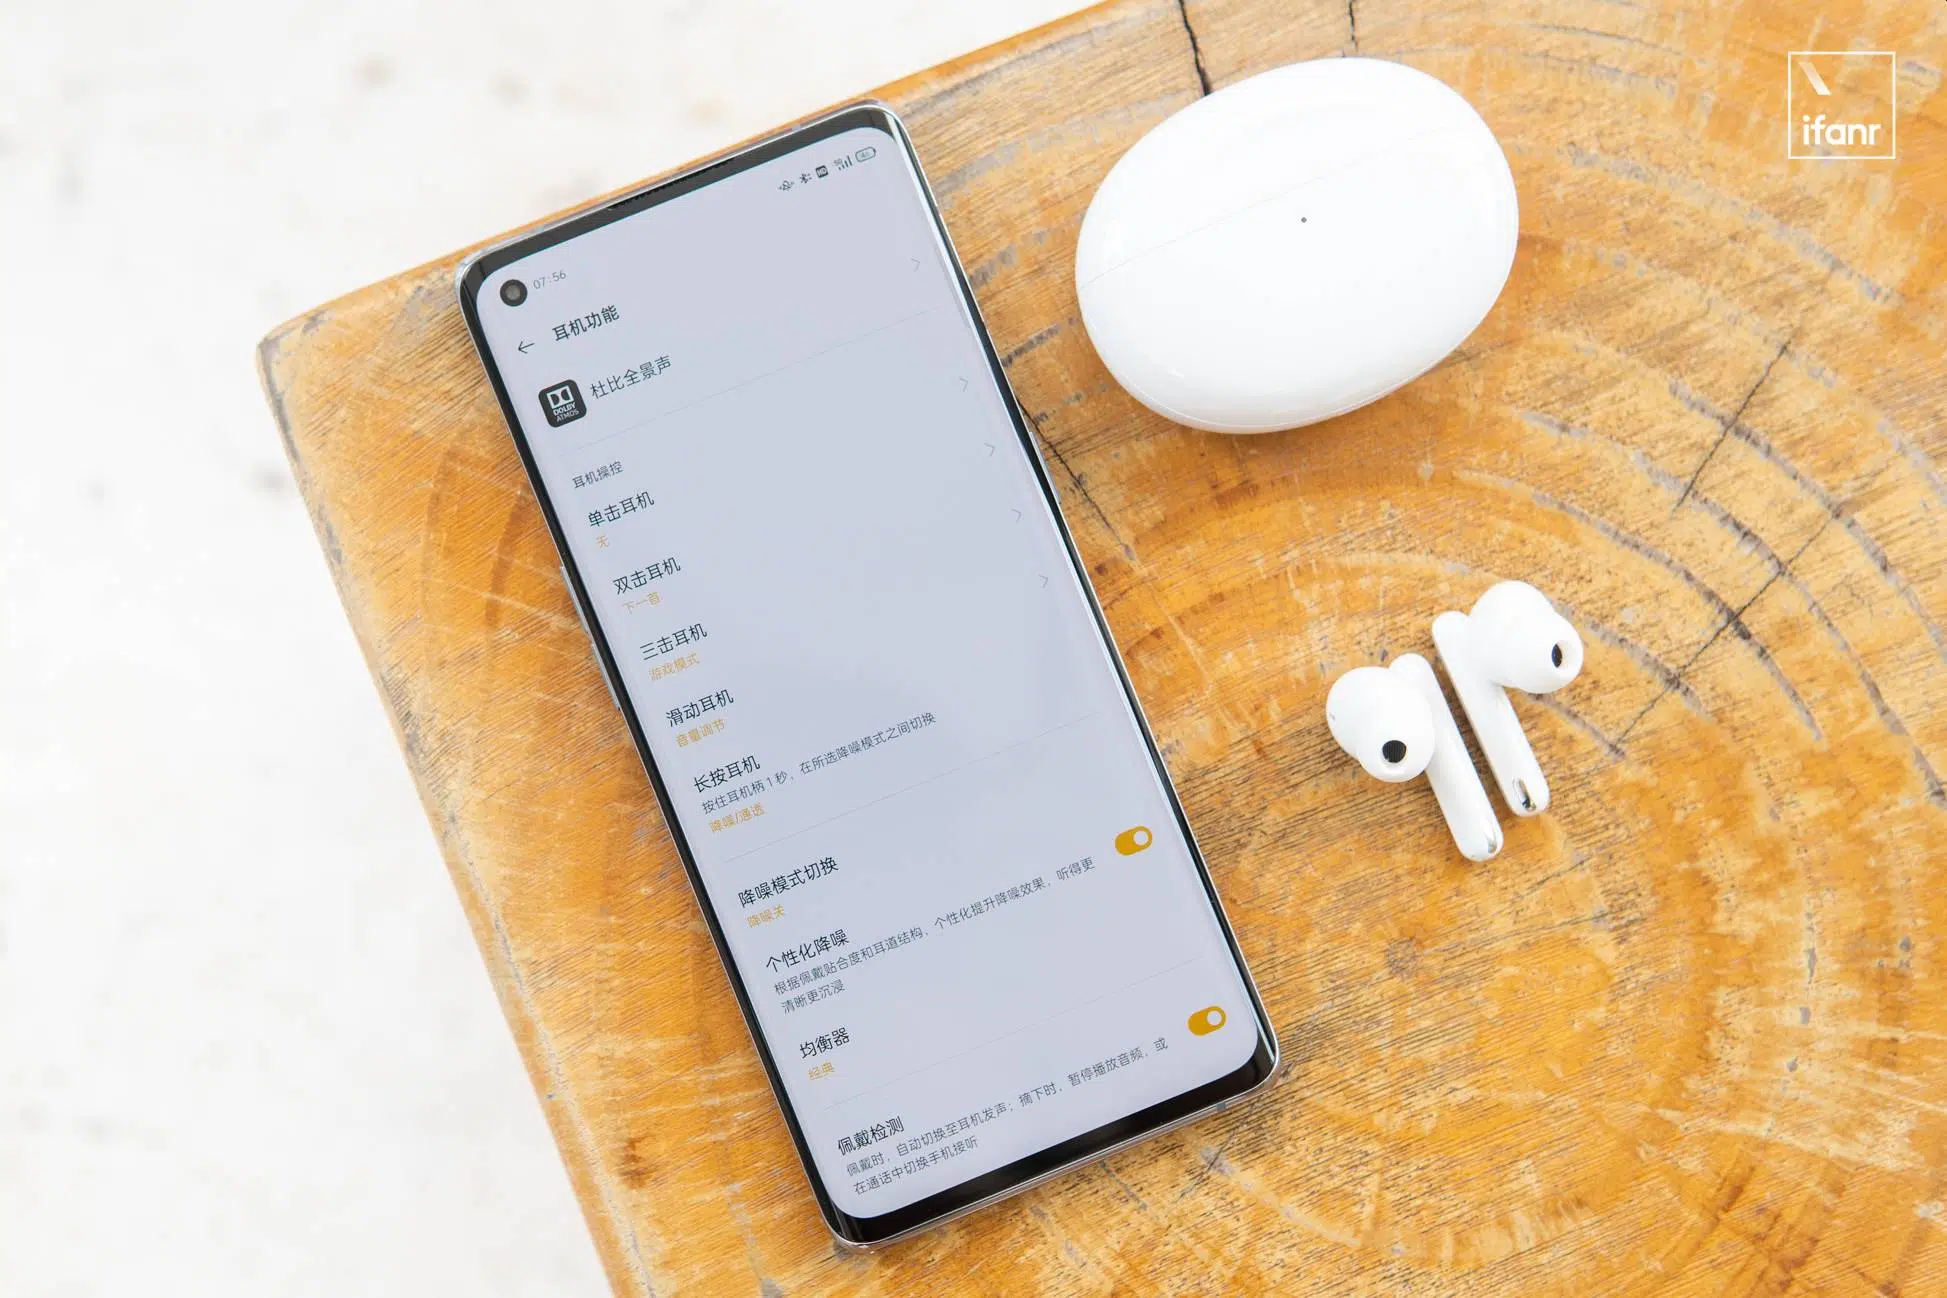 ifanr
07:56
耳机功能
DOLBY
ATMOS
杜比全景声
耳机操控
单击耳机
无
双击耳机
下一首
三击耳机
游戏模式
滑动耳机
音量调节
长按耳机
按住耳机柄 1 秒，在所选降噪模式之间切换
降噪/通透
降噪模式切换
降噪关
个性化降噪
根据佩戴贴合度和耳道结构，个性化提升降噪效果，听得更
清晰更沉浸
均衡器
经典
佩戴检测
佩戴时，自动切换至耳机发声；摘下时，暂停播放音频，或
在通话中切换手机接听